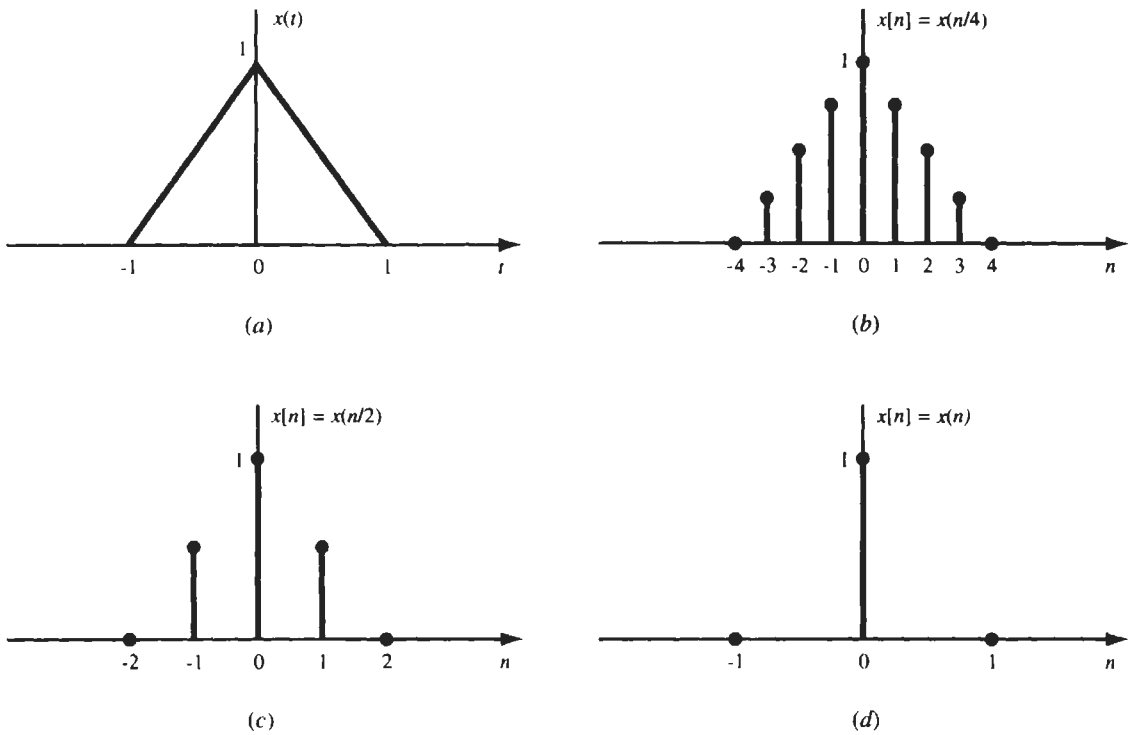 x(t)
1
-1 0 1 t
(a)
x[n] = x(n/4)
1
-4 -3 -2 -1 0 1 2 3 4 n
(b)
x[n] = x(n/2)
1
-2 -1 0 1 2 n
(c)
x[n] = x(n)
1
-1 0 1 n
(d)